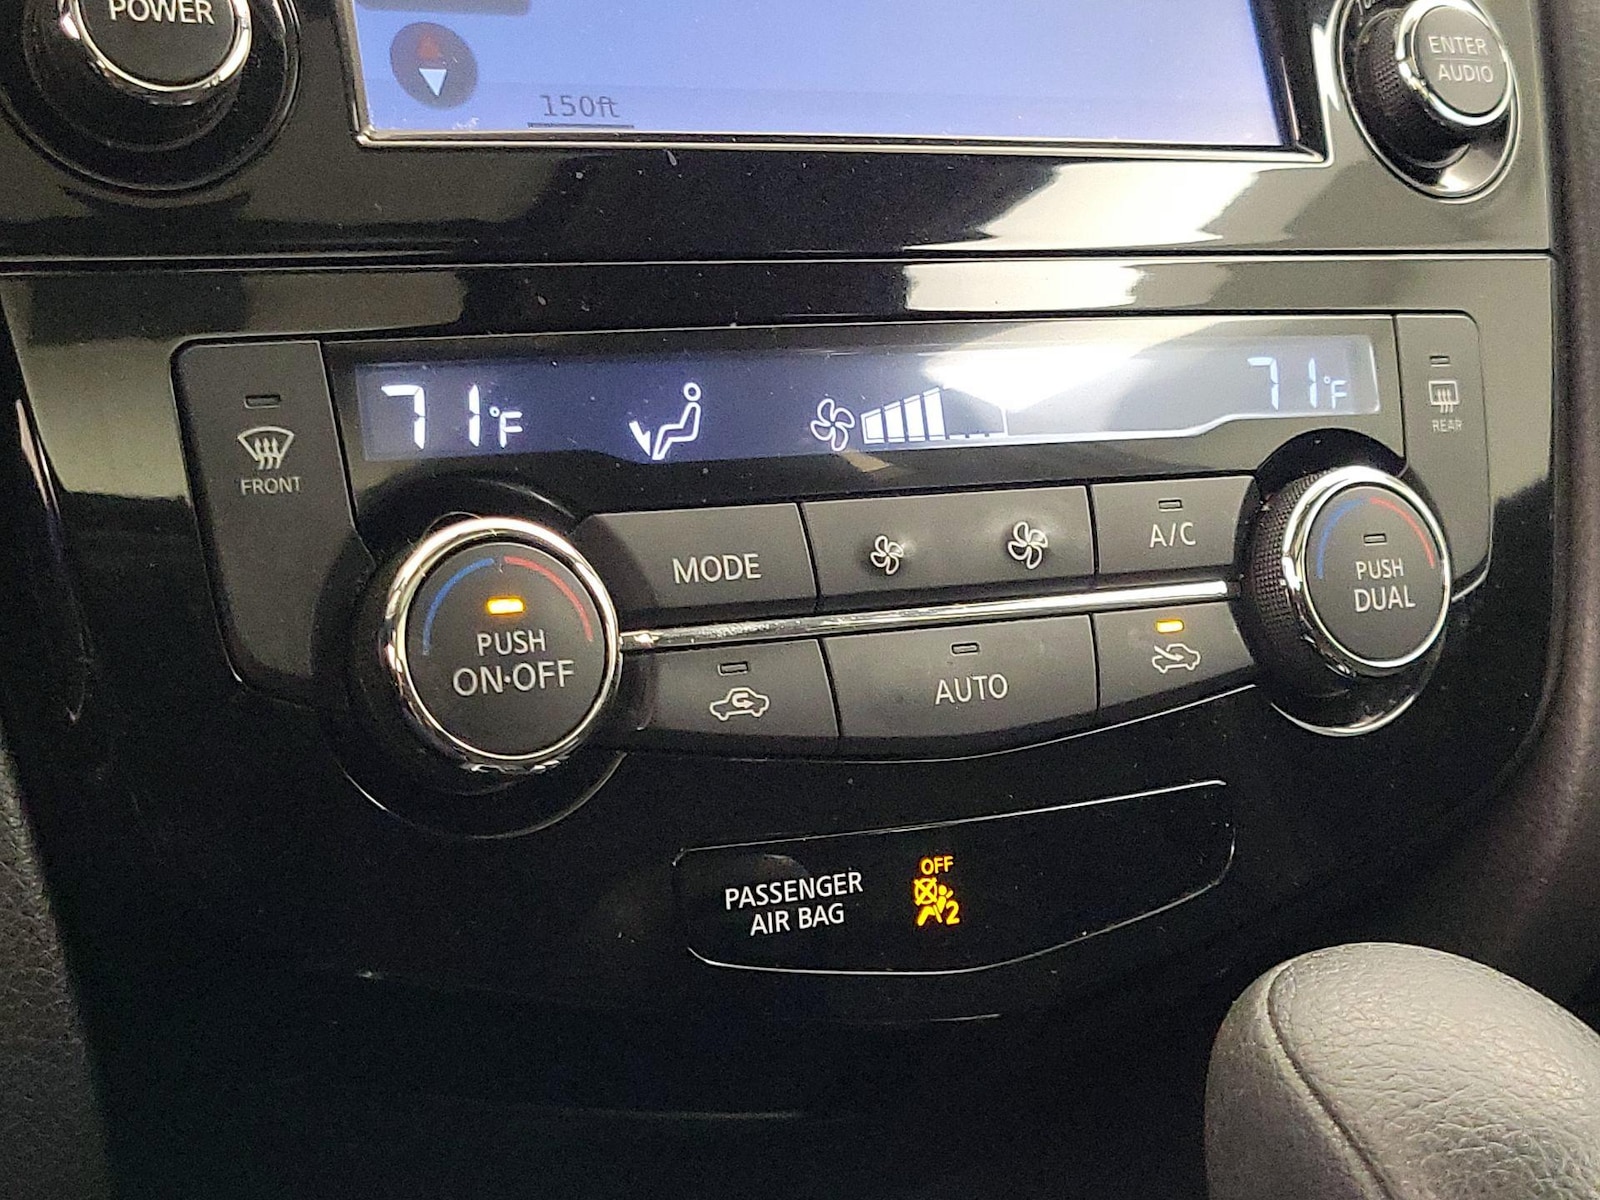 POWER
ENTER
AUDIO
150ft
71°F
71°F
FRONT
REAR
MODE
A/C
PUSH
ON·OFF
PUSH
DUAL
AUTO
PASSENGER
AIR BAG
OFF
2